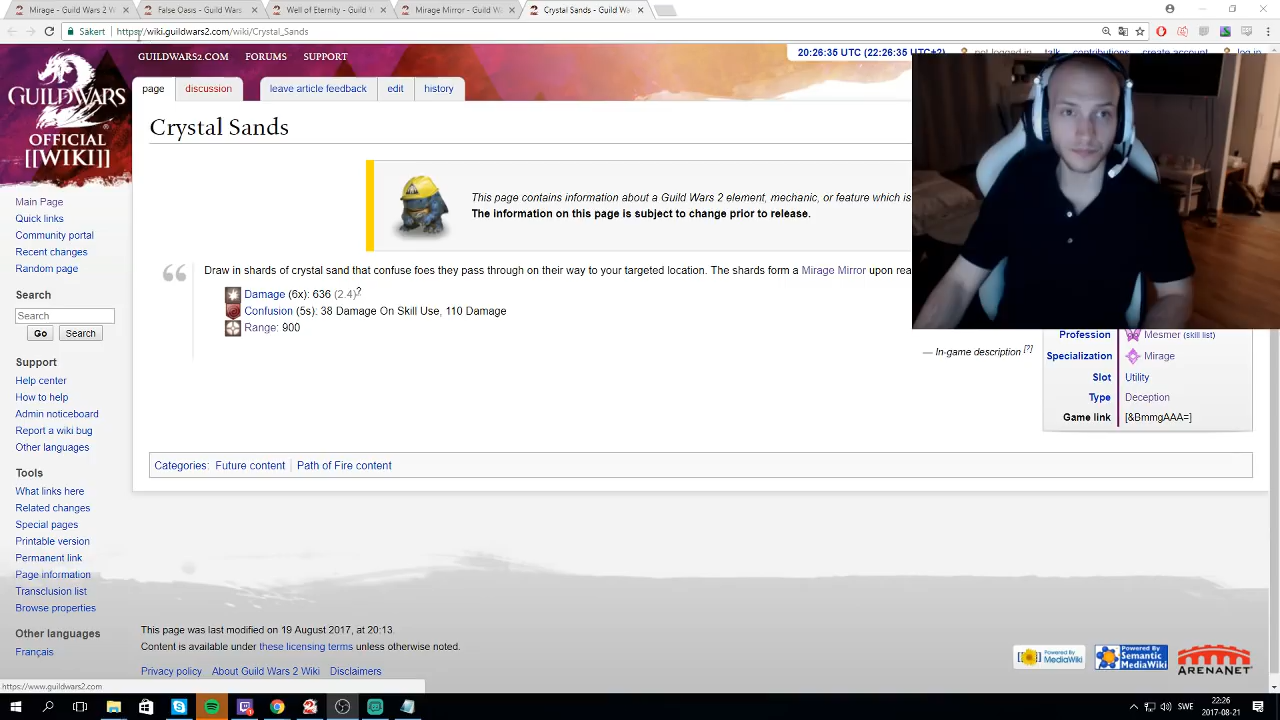 Mirage - Guild Wars 2 W
False Oasis - Guild Wars
Well of Eternity - Guild W
Mirage Mirror - Guild Wa
Crystal Sands - Guild Wa
Säkert
https://wiki.guildwars2.com/wiki/Crystal_Sands
GUILDWARS2.COM FORUMS SUPPORT
20:26:35 UTC (22:26:35 UTC+2) not logged in talk contributions create account log in
GUILD WARS
OFFICIAL
[[WIKI]]
page discussion leave article feedback edit history
Crystal Sands
This page contains information about a Guild Wars 2 element, mechanic, or feature which is
The information on this page is subject to change prior to release.
Draw in shards of crystal sand that confuse foes they pass through on their way to your targeted location. The shards form a Mirage Mirror upon rea
Damage (6x): 636 (2.4)?
Confusion (5s): 38 Damage On Skill Use, 110 Damage
Range: 900
— In-game description [?]
Profession Mesmer (skill list)
Specialization Mirage
Slot Utility
Type Deception
Game link [&BmmgAAA=]
Categories: Future content | Path of Fire content
Main Page
Quick links
Community portal
Recent changes
Random page
Search
Search
Go Search
Support
Help center
How to help
Admin noticeboard
Report a wiki bug
Other languages
Tools
What links here
Related changes
Special pages
Printable version
Permanent link
Page information
Transclusion list
Browse properties
Other languages
Français
This page was last modified on 19 August 2017, at 20:13.
Content is available under these licensing terms unless otherwise noted.
Privacy policy About Guild Wars 2 Wiki Disclaimers
Powered By
MediaWiki
Powered By
Semantic
MediaWiki
ARENANET
https://www.guildwars2.com
SWE
22:26
2017-08-21